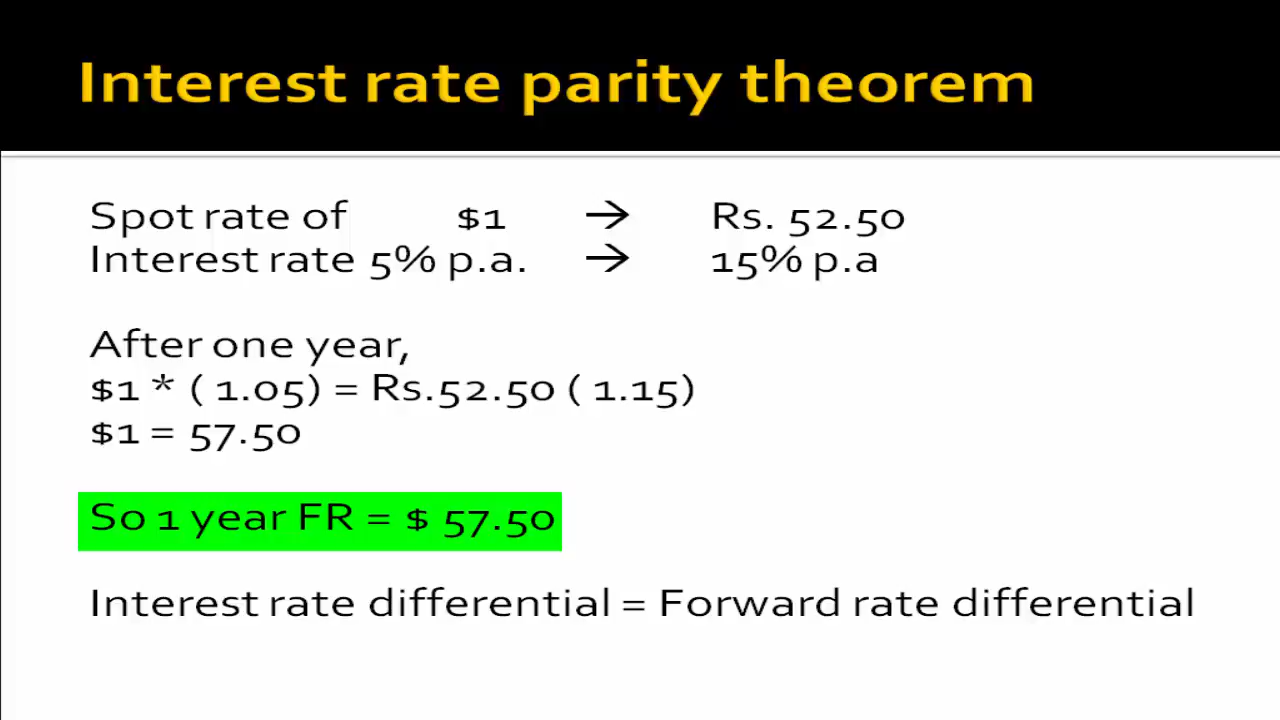 Interest rate parity theorem
Spot rate of $1 → Rs. 52.50
Interest rate 5% p.a. → 15% p.a
After one year,
$1 * ( 1.05) = Rs.52.50 ( 1.15)
$1 = 57.50
So 1 year FR = $ 57.50
Interest rate differential = Forward rate differential